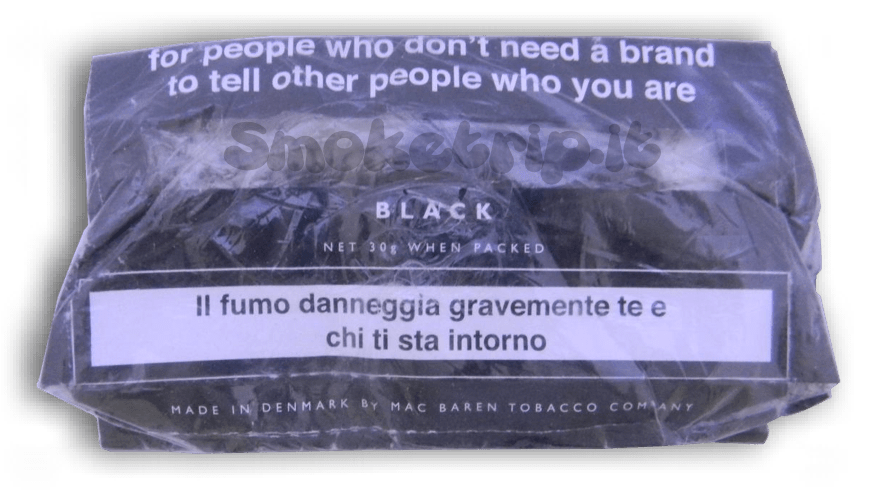 for people who don't need a brand
to tell other people who you are
Smoketrip.it
BLACK
NET 30g WHEN PACKED
Il fumo danneggia gravemente te e
chi ti sta intorno
MADE IN DENMARK BY MAC BAREN TOBACCO COMPANY